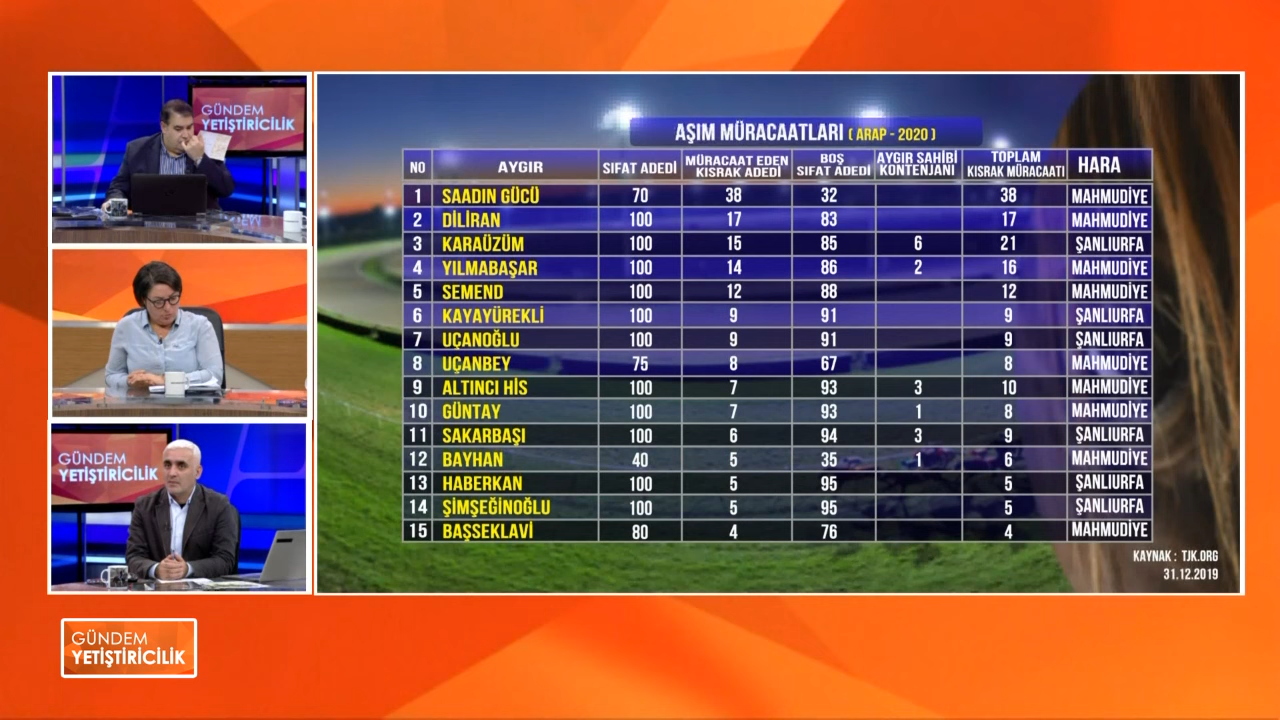 GÜNDEM
YETİŞTİRİCİLİK
GÜNDEM
YETİŞTİRİCİLİK
GÜNDEM
YETİŞTİRİCİLİK
AŞIM MÜRACAATLARI ( ARAP - 2020 )
NO AYGIR SIFAT ADEDİ MÜRACAAT EDEN KISRAK ADEDİ BOŞ SIFAT ADEDİ AYGIR SAHİBİ KONTENJANI TOPLAM KISRAK MÜRACAATI HARA
1 SAADIN GÜCÜ 70 38 32 38 MAHMUDİYE
2 DİLİRAN 100 17 83 17 MAHMUDİYE
3 KARAÜZÜM 100 15 85 6 21 ŞANLIURFA
4 YILMABAŞAR 100 14 86 2 16 MAHMUDİYE
5 SEMEND 100 12 88 12 MAHMUDİYE
6 KAYAYÜREKLİ 100 9 91 9 ŞANLIURFA
7 UÇANOĞLU 100 9 91 9 ŞANLIURFA
8 UÇANBEY 75 8 67 8 MAHMUDİYE
9 ALTINCI HİS 100 7 93 3 10 MAHMUDİYE
10 GÜNTAY 100 7 93 1 8 MAHMUDİYE
11 SAKARBAŞI 100 6 94 3 9 ŞANLIURFA
12 BAYHAN 40 5 35 1 6 MAHMUDİYE
13 HABERKAN 100 5 95 5 ŞANLIURFA
14 ŞİMŞEĞİNOĞLU 100 5 95 5 ŞANLIURFA
15 BAŞSEKLAVİ 80 4 76 4 MAHMUDİYE
KAYNAK : TJK.ORG
31.12.2019